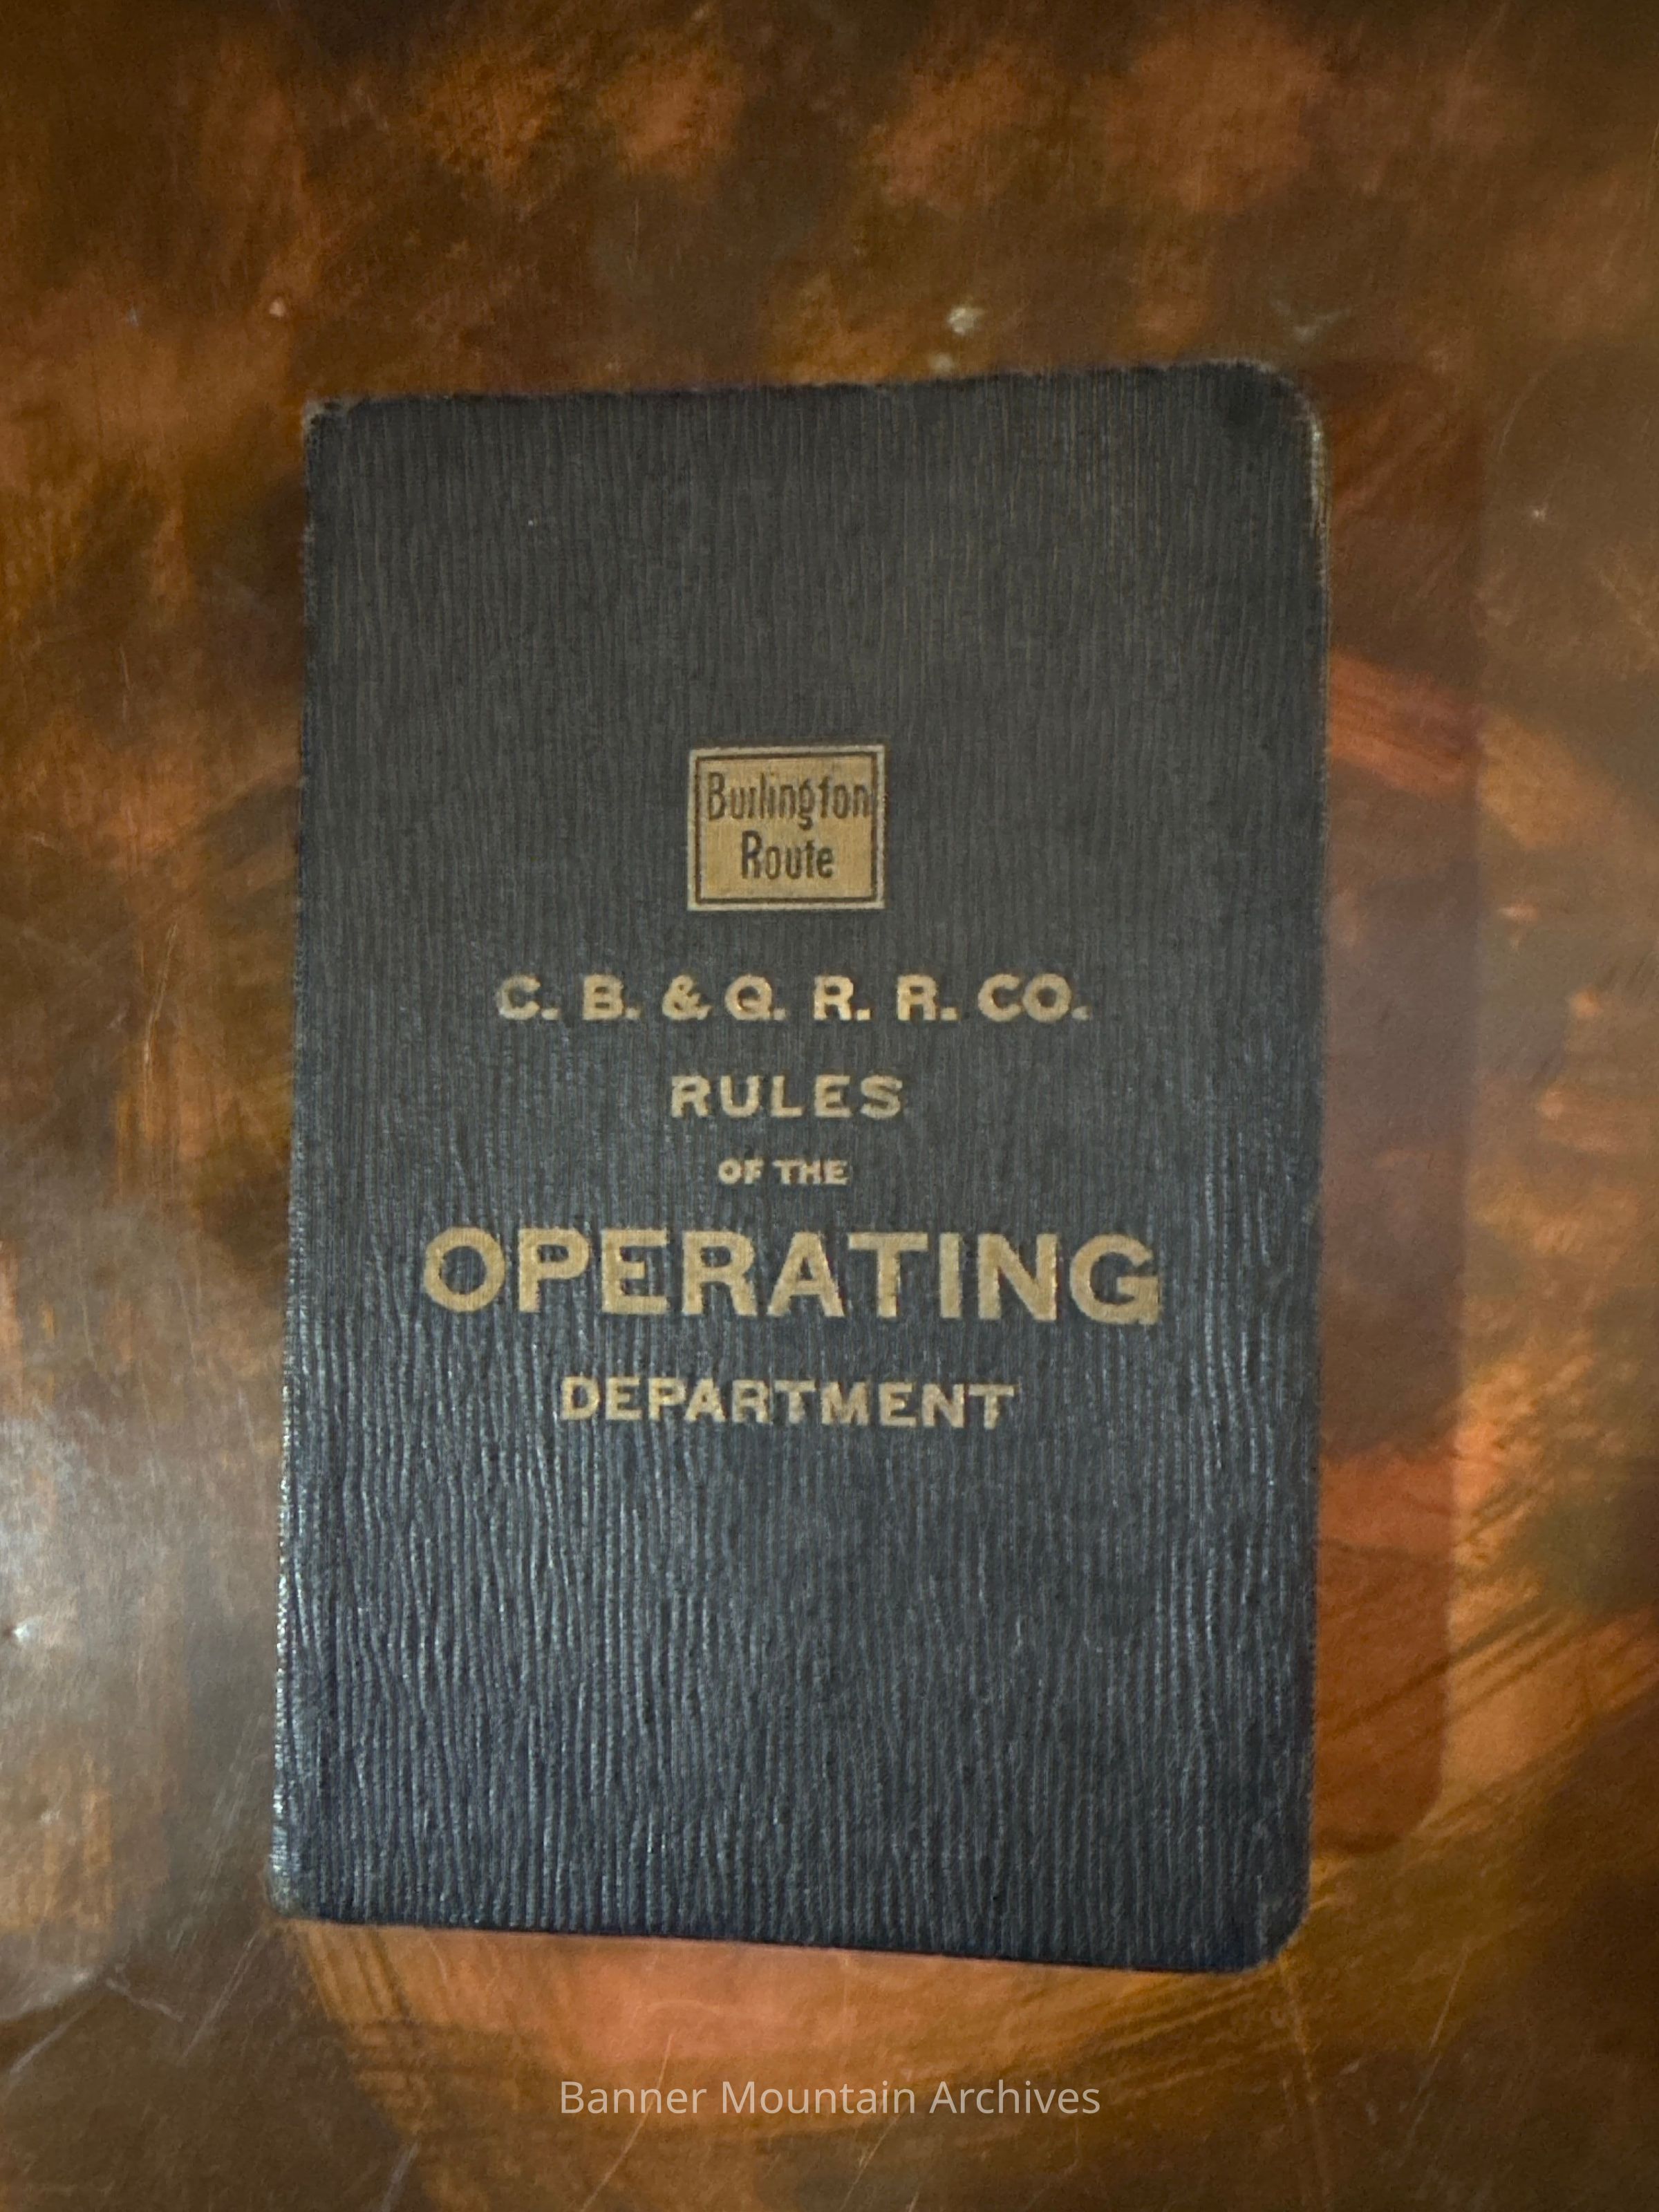 Burlington
Route
C. B. & Q. R. R. CO.
RULES
OF THE
OPERATING
DEPARTMENT
Banner Mountain Archives